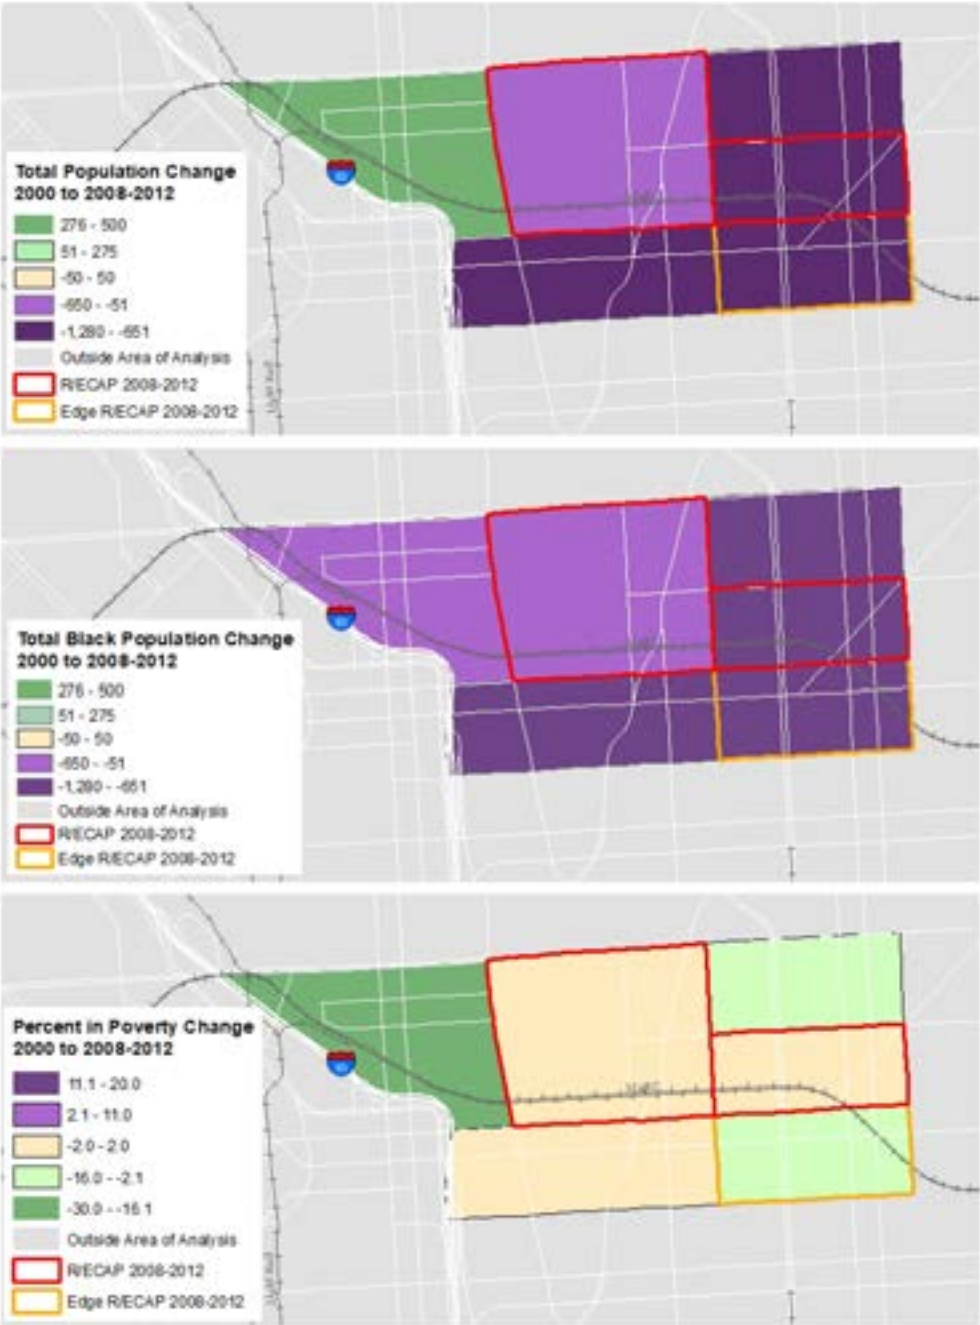 Total Population Change
2000 to 2008-2012
276 - 500
51 - 275
-50 - 50
-650 - -51
-1,280 - -651
Outside Area of Analysis
R/ECAP 2008-2012
Edge R/ECAP 2008-2012
Total Black Population Change
2000 to 2008-2012
276 - 500
51 - 275
-50 - 50
-650 - -51
-1,280 - -651
Outside Area of Analysis
R/ECAP 2008-2012
Edge R/ECAP 2008-2012
Percent in Poverty Change
2000 to 2008-2012
11.1 - 20.0
2.1 - 11.0
-2.0 - 2.0
-16.0 - -2.1
-30.0 - -16.1
Outside Area of Analysis
R/ECAP 2008-2012
Edge R/ECAP 2008-2012